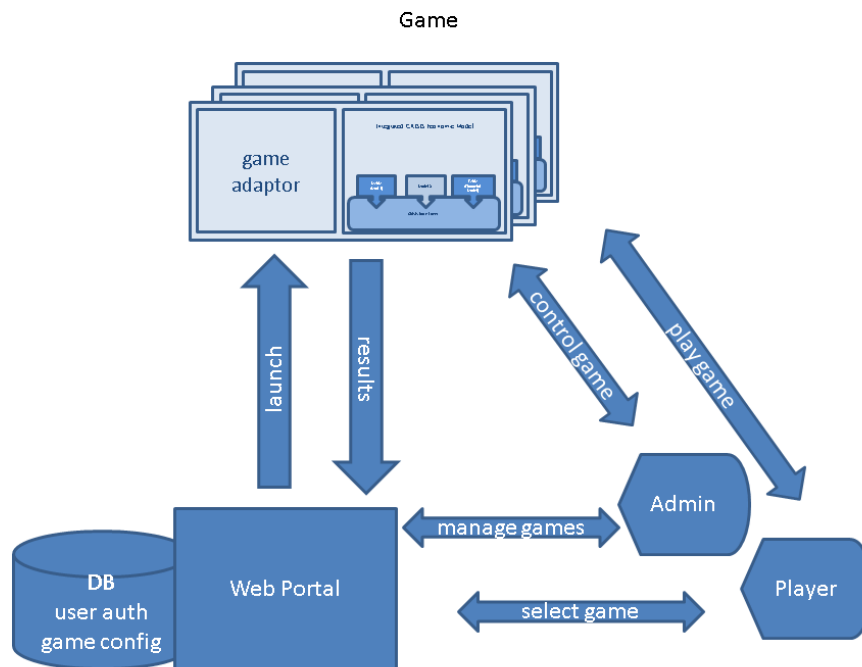 Game
game
adaptor
launch
results
control game
play game
Admin
manage games
DB
user auth
game config
Web Portal
Player
select game